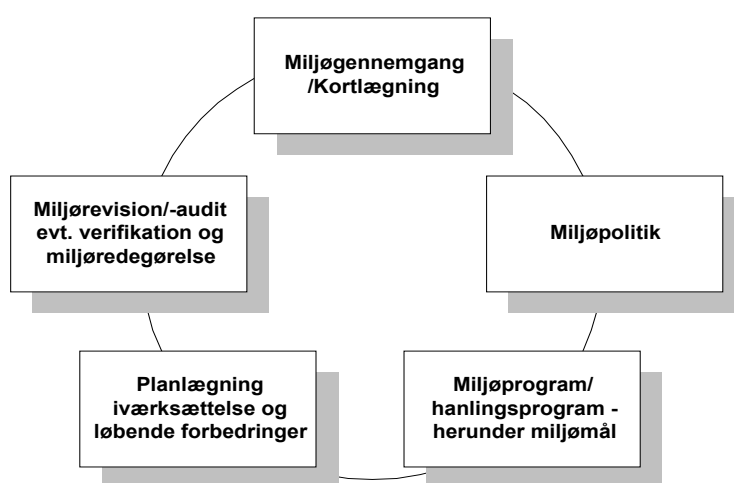 Miljøgennemgang
/Kortlægning
Miljøpolitik
Miljøprogram/
hanlingsprogram -
herunder miljømål
Planlægning
iværksættelse og
løbende forbedringer
Miljørevision/-audit
evt. verifikation og
miljøredegørelse